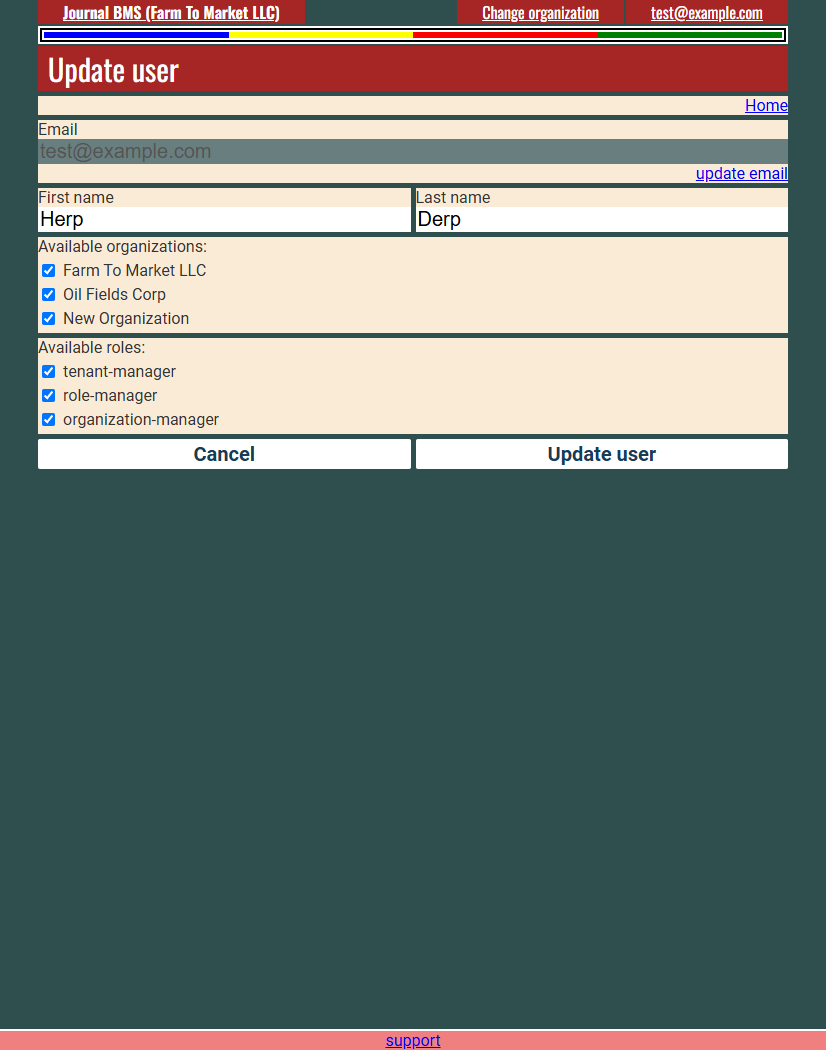 Journal BMS (Farm To Market LLC) Change organization test@example.com
Update user
Home
Email
test@example.com
update email
First name Last name
Herp Derp
Available organizations:
Farm To Market LLC
Oil Fields Corp
New Organization
Available roles:
tenant-manager
role-manager
organization-manager
Cancel Update user
support